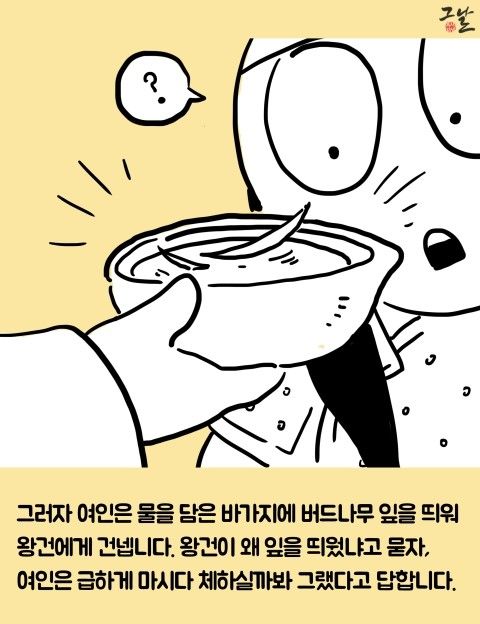 그날
?
그러자 여인은 물을 담은 바가지에 버드나무 잎을 띄워
왕건에게 건넵니다. 왕건이 왜 잎을 띄웠냐고 묻자,
여인은 급하게 마시다 체하실까봐 그랬다고 답합니다.